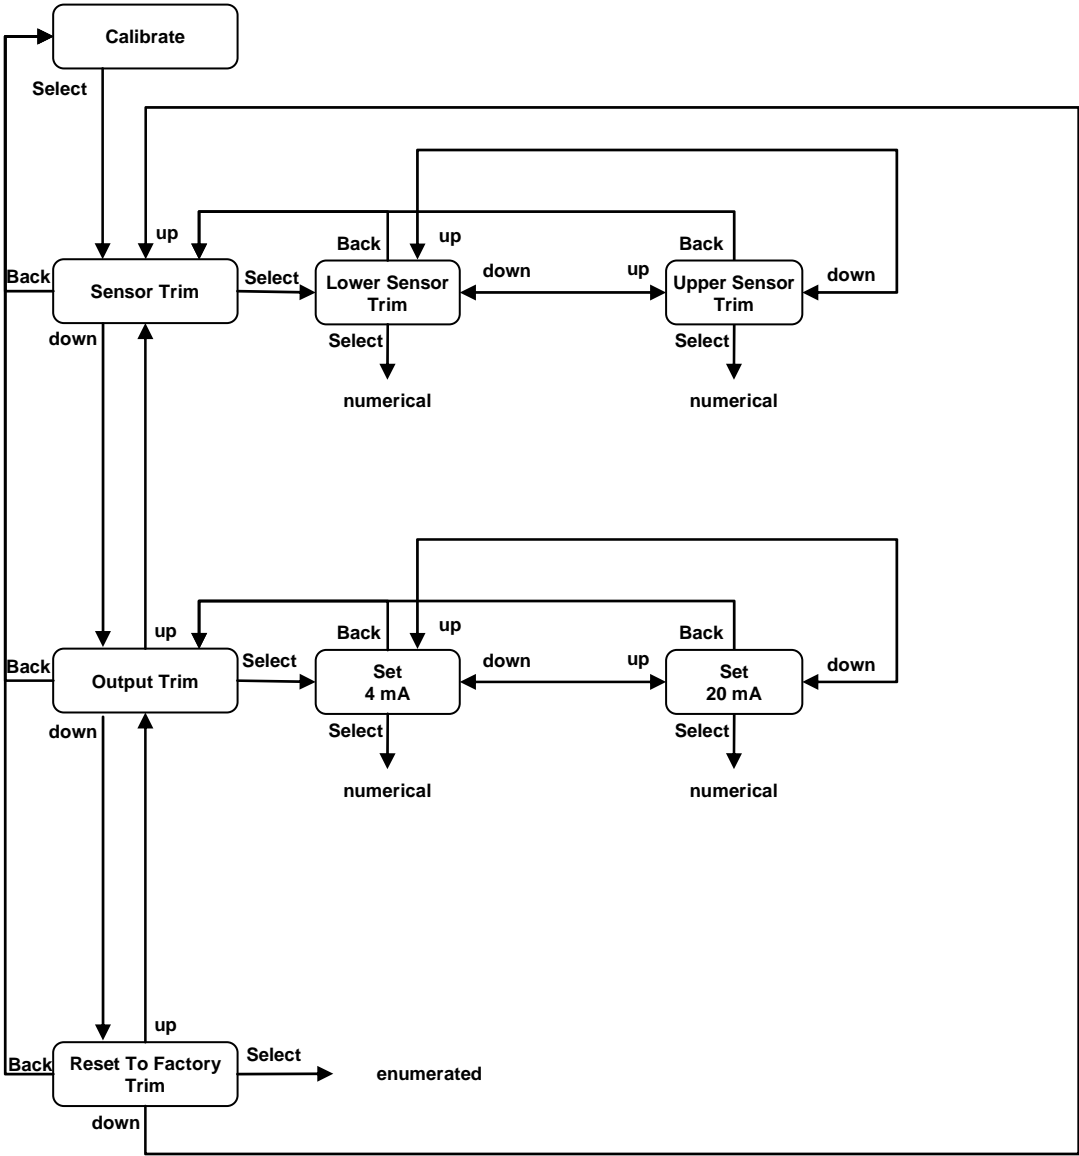 Calibrate
Select
up
Back
up
Back
Back
Sensor Trim
Select
Lower Sensor
Trim
down
up
Upper Sensor
Trim
down
down
Select
Select
numerical
numerical
up
Back
up
Back
Back
Output Trim
Select
Set
4 mA
down
up
Set
20 mA
down
down
Select
Select
numerical
numerical
up
Back
Reset To Factory
Trim
Select
enumerated
down